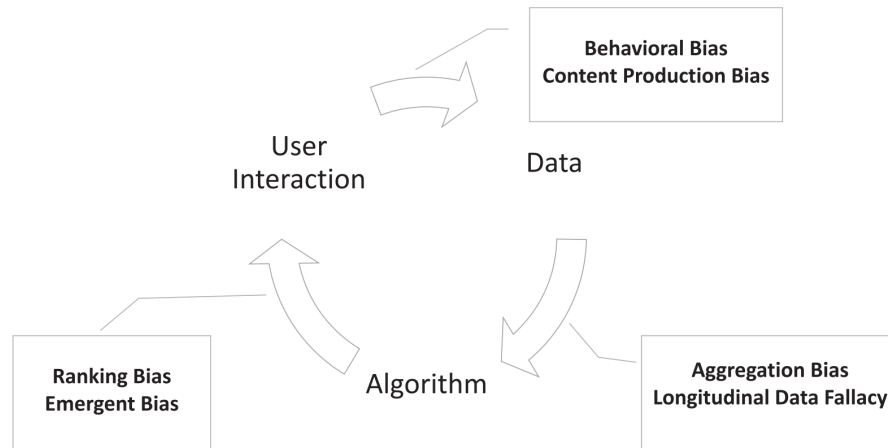 Behavioral Bias
Content Production Bias
User
Interaction
Data
Algorithm
Ranking Bias
Emergent Bias
Aggregation Bias
Longitudinal Data Fallacy